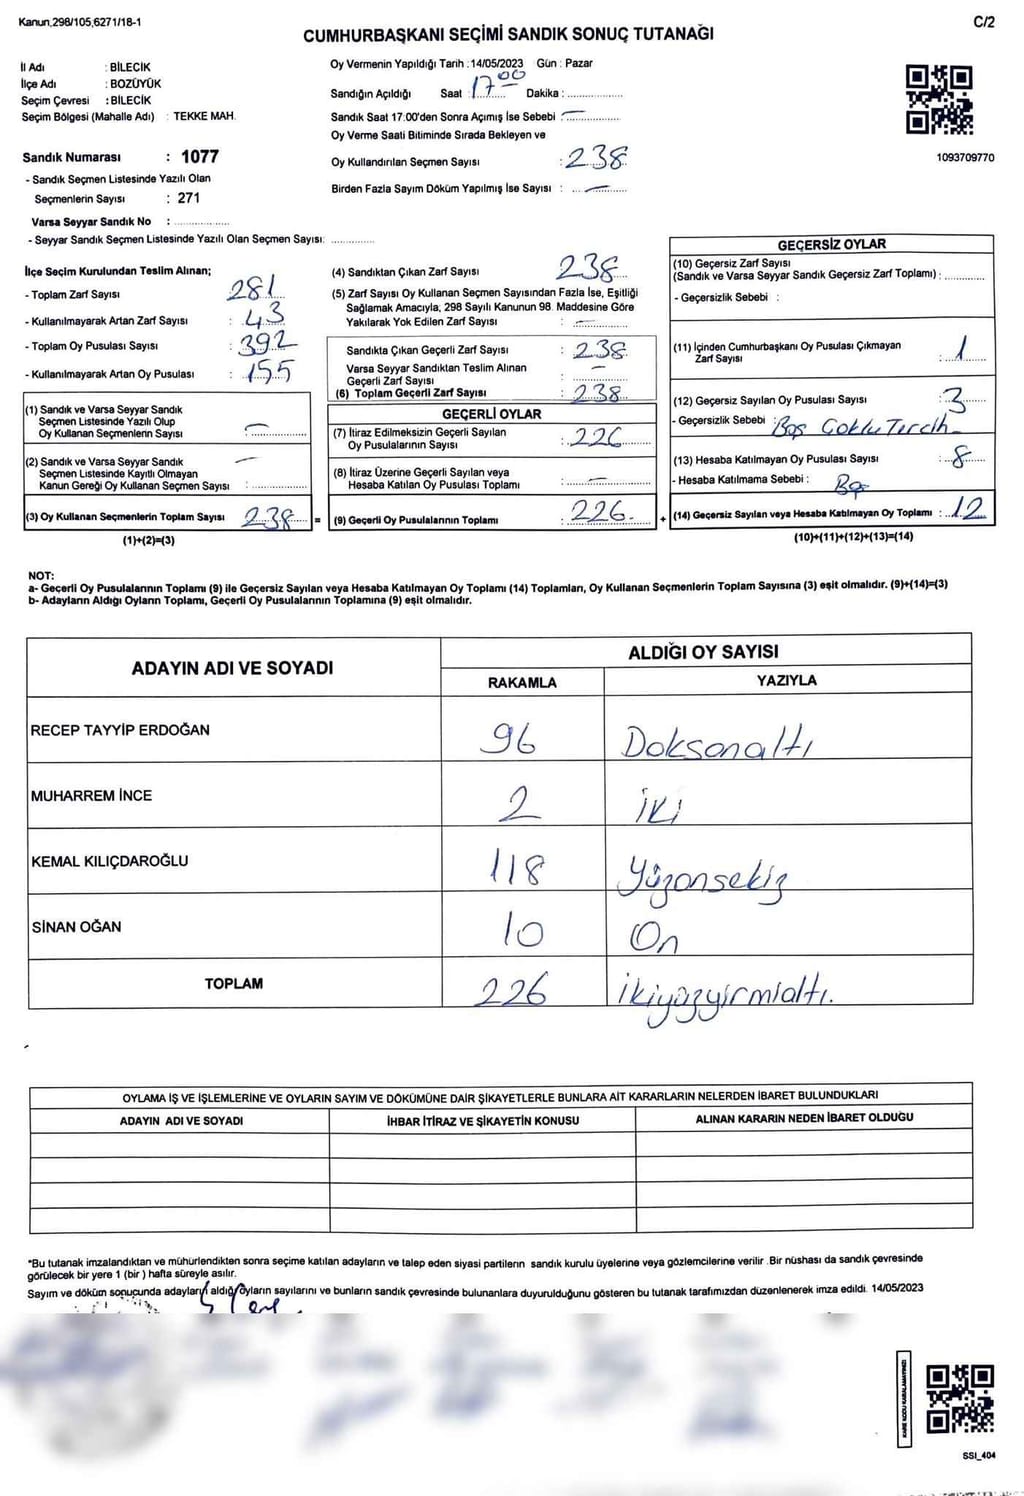 Kanun,298/105,6271/18-1
C/2
CUMHURBAŞKANI SEÇİMİ SANDIK SONUÇ TUTANAĞI
İl Adı : BİLECİK
İlçe Adı : BOZÜYÜK
Seçim Çevresi : BİLECİK
Seçim Bölgesi (Mahalle Adı) : TEKKE MAH.
Sandık Numarası : 1077
- Sandık Seçmen Listesinde Yazılı Olan
Seçmenlerin Sayısı : 271
Varsa Seyyar Sandık No : ..................
- Seyyar Sandık Seçmen Listesinde Yazılı Olan Seçmen Sayısı: ..............
Oy Vermenin Yapıldığı Tarih :14/05/2023 Gün : Pazar
Sandığın Açıldığı Saat : 17 00 Dakika : ..................
Sandık Saat 17:00'den Sonra Açımış İse Sebebi : —
Oy Verme Saati Bitiminde Sırada Bekleyen ve
Oy Kullandırılan Seçmen Sayısı : 238
Birden Fazla Sayım Döküm Yapılmış İse Sayısı : —
1093709770
İlçe Seçim Kurulundan Teslim Alınan;
- Toplam Zarf Sayısı : 281
- Kullanılmayarak Artan Zarf Sayısı : 43
- Toplam Oy Pusulası Sayısı : 392
- Kullanılmayarak Artan Oy Pusulası : 155
(1) Sandık ve Varsa Seyyar Sandık
Seçmen Listesinde Yazılı Olup
Oy Kullanan Seçmenlerin Sayısı : —
(2) Sandık ve Varsa Seyyar Sandık
Seçmen Listesinde Kayıtlı Olmayan
Kanun Gereği Oy Kullanan Seçmen Sayısı : —
(3) Oy Kullanan Seçmenlerin Toplam Sayısı : 238
(1)+(2)=(3)
=
(4) Sandıktan Çıkan Zarf Sayısı 238
(5) Zarf Sayısı Oy Kullanan Seçmen Sayısından Fazla İse, Eşitliği
Sağlamak Amacıyla, 298 Sayılı Kanunun 98. Maddesine Göre
Yakılarak Yok Edilen Zarf Sayısı : —
Sandıkta Çıkan Geçerli Zarf Sayısı : 238
Varsa Seyyar Sandıktan Teslim Alınan
Geçerli Zarf Sayısı : —
(6) Toplam Geçerli Zarf Sayısı : 238
GEÇERLİ OYLAR
(7) İtiraz Edilmeksizin Geçerli Sayılan
Oy Pusulalarının Sayısı : 226
(8) İtiraz Üzerine Geçerli Sayılan veya
Hesaba Katılan Oy Pusulası Toplamı : —
(9) Geçerli Oy Pusulalarının Toplamı : 226
+
GEÇERSİZ OYLAR
(10) Geçersiz Zarf Sayısı
(Sandık ve Varsa Seyyar Sandık Geçersiz Zarf Toplamı) : .............
- Geçersizlik Sebebi :
(11) İçinden Cumhurbaşkanı Oy Pusulası Çıkmayan
Zarf Sayısı : 1
(12) Geçersiz Sayılan Oy Pusulası Sayısı : 3
- Geçersizlik Sebebi : Boş Çoklu Tercih
(13) Hesaba Katılmayan Oy Pusulası Sayısı : 8
- Hesaba Katılmama Sebebi : Boş
(14) Geçersiz Sayılan veya Hesaba Katılmayan Oy Toplamı : 12
(10)+(11)+(12)+(13)=(14)
NOT:
a- Geçerli Oy Pusulalarının Toplamı (9) ile Geçersiz Sayılan veya Hesaba Katılmayan Oy Toplamı (14) Toplamları, Oy Kullanan Seçmenlerin Toplam Sayısına (3) eşit olmalıdır. (9)+(14)=(3)
b- Adayların Aldığı Oyların Toplamı, Geçerli Oy Pusulalarının Toplamına (9) eşit olmalıdır.
ADAYIN ADI VE SOYADI
ALDIĞI OY SAYISI
RAKAMLA YAZIYLA
RECEP TAYYİP ERDOĞAN 96 Doksanaltı
MUHARREM İNCE 2 İki
KEMAL KILIÇDAROĞLU 118 Yüzonsekiz
SİNAN OĞAN 10 On
TOPLAM 226 İkiyüzyirmialtı.
OYLAMA İŞ VE İŞLEMLERİNE VE OYLARIN SAYIM VE DÖKÜMÜNE DAİR ŞİKAYETLERLE BUNLARA AİT KARARLARIN NELERDEN İBARET BULUNDUKLARI
ADAYIN ADI VE SOYADI İHBAR İTİRAZ VE ŞİKAYETİN KONUSU ALINAN KARARIN NEDEN İBARET OLDUĞU
*Bu tutanak imzalandıktan ve mühürlendikten sonra seçime katılan adayların ve talep eden siyasi partilerin sandık kurulu üyelerine veya gözlemcilerine verilir .Bir nüshası da sandık çevresinde
görülecek bir yere 1 (bir ) hafta süreyle asılır.
Sayım ve döküm sonucunda adayların aldığı oyların sayılarını ve bunların sandık çevresinde bulunanlara duyurulduğunu gösteren bu tutanak tarafımızdan düzenlenerek imza edildi. 14/05/2023
KARE KODU KARALAMAYINIZ!
SSI_404